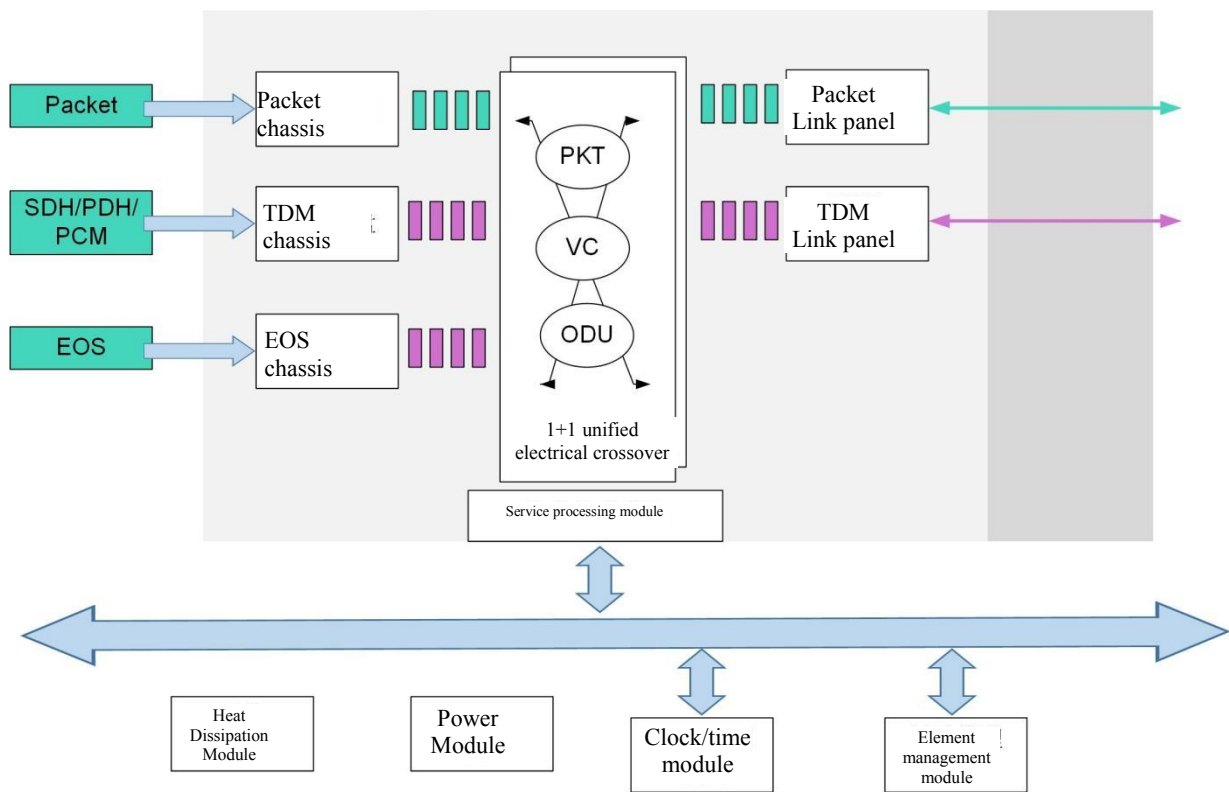 Packet
Packet
chassis
Packet
Link panel
PKT
SDH/PDH/
PCM
TDM
chassis
VC
TDM
Link panel
EOS
EOS
chassis
ODU
1+1 unified
electrical crossover
Service processing module
Heat
Dissipation
Module
Power
Module
Clock/time
module
Element
management
module